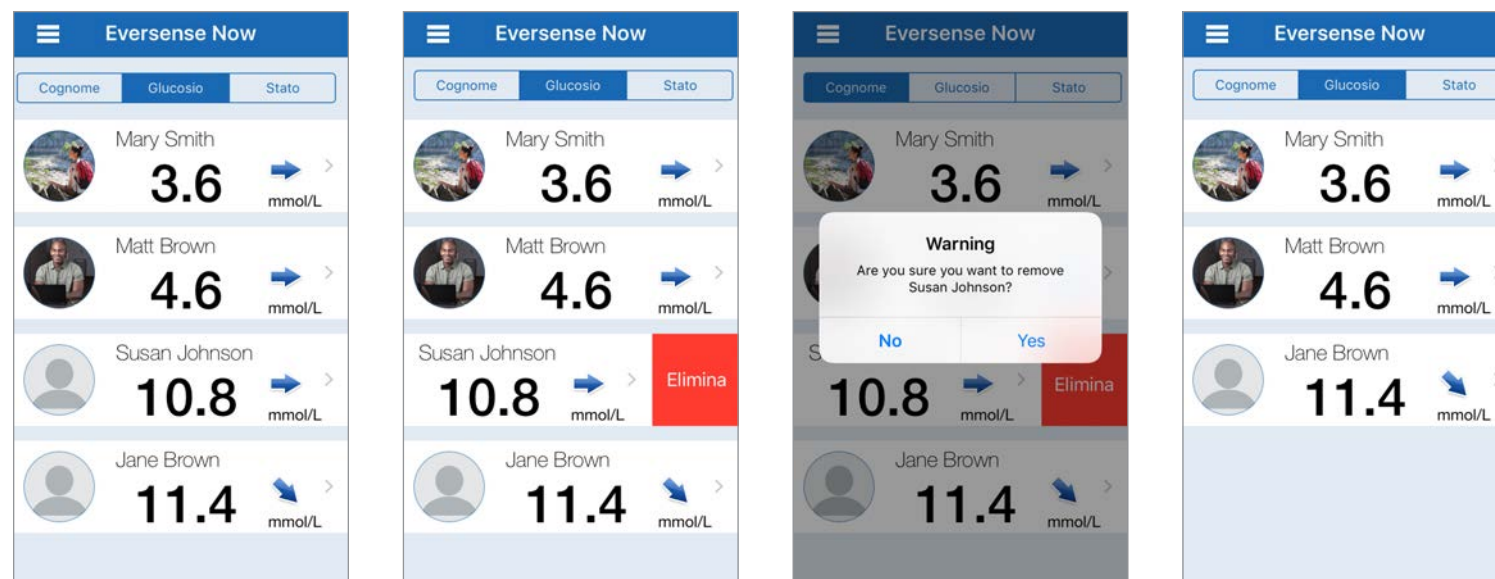 Eversense Now
Cognome Glucosio Stato
Mary Smith
3.6
mmol/L
Matt Brown
4.6
mmol/L
Susan Johnson
10.8
mmol/L
Jane Brown
11.4
mmol/L
Eversense Now
Cognome Glucosio Stato
Mary Smith
3.6
mmol/L
Matt Brown
4.6
mmol/L
Susan Johnson
10.8
mmol/L
Elimina
Jane Brown
11.4
mmol/L
Eversense Now
Cognome Glucosio Stato
Mary Smith
3.6
mmol/L
Warning
Are you sure you want to remove
Susan Johnson?
No Yes
S
10.8
mmol/L
Elimina
Jane Brown
11.4
mmol/L
Eversense Now
Cognome Glucosio Stato
Mary Smith
3.6
mmol/L
Matt Brown
4.6
mmol/L
Jane Brown
11.4
mmol/L